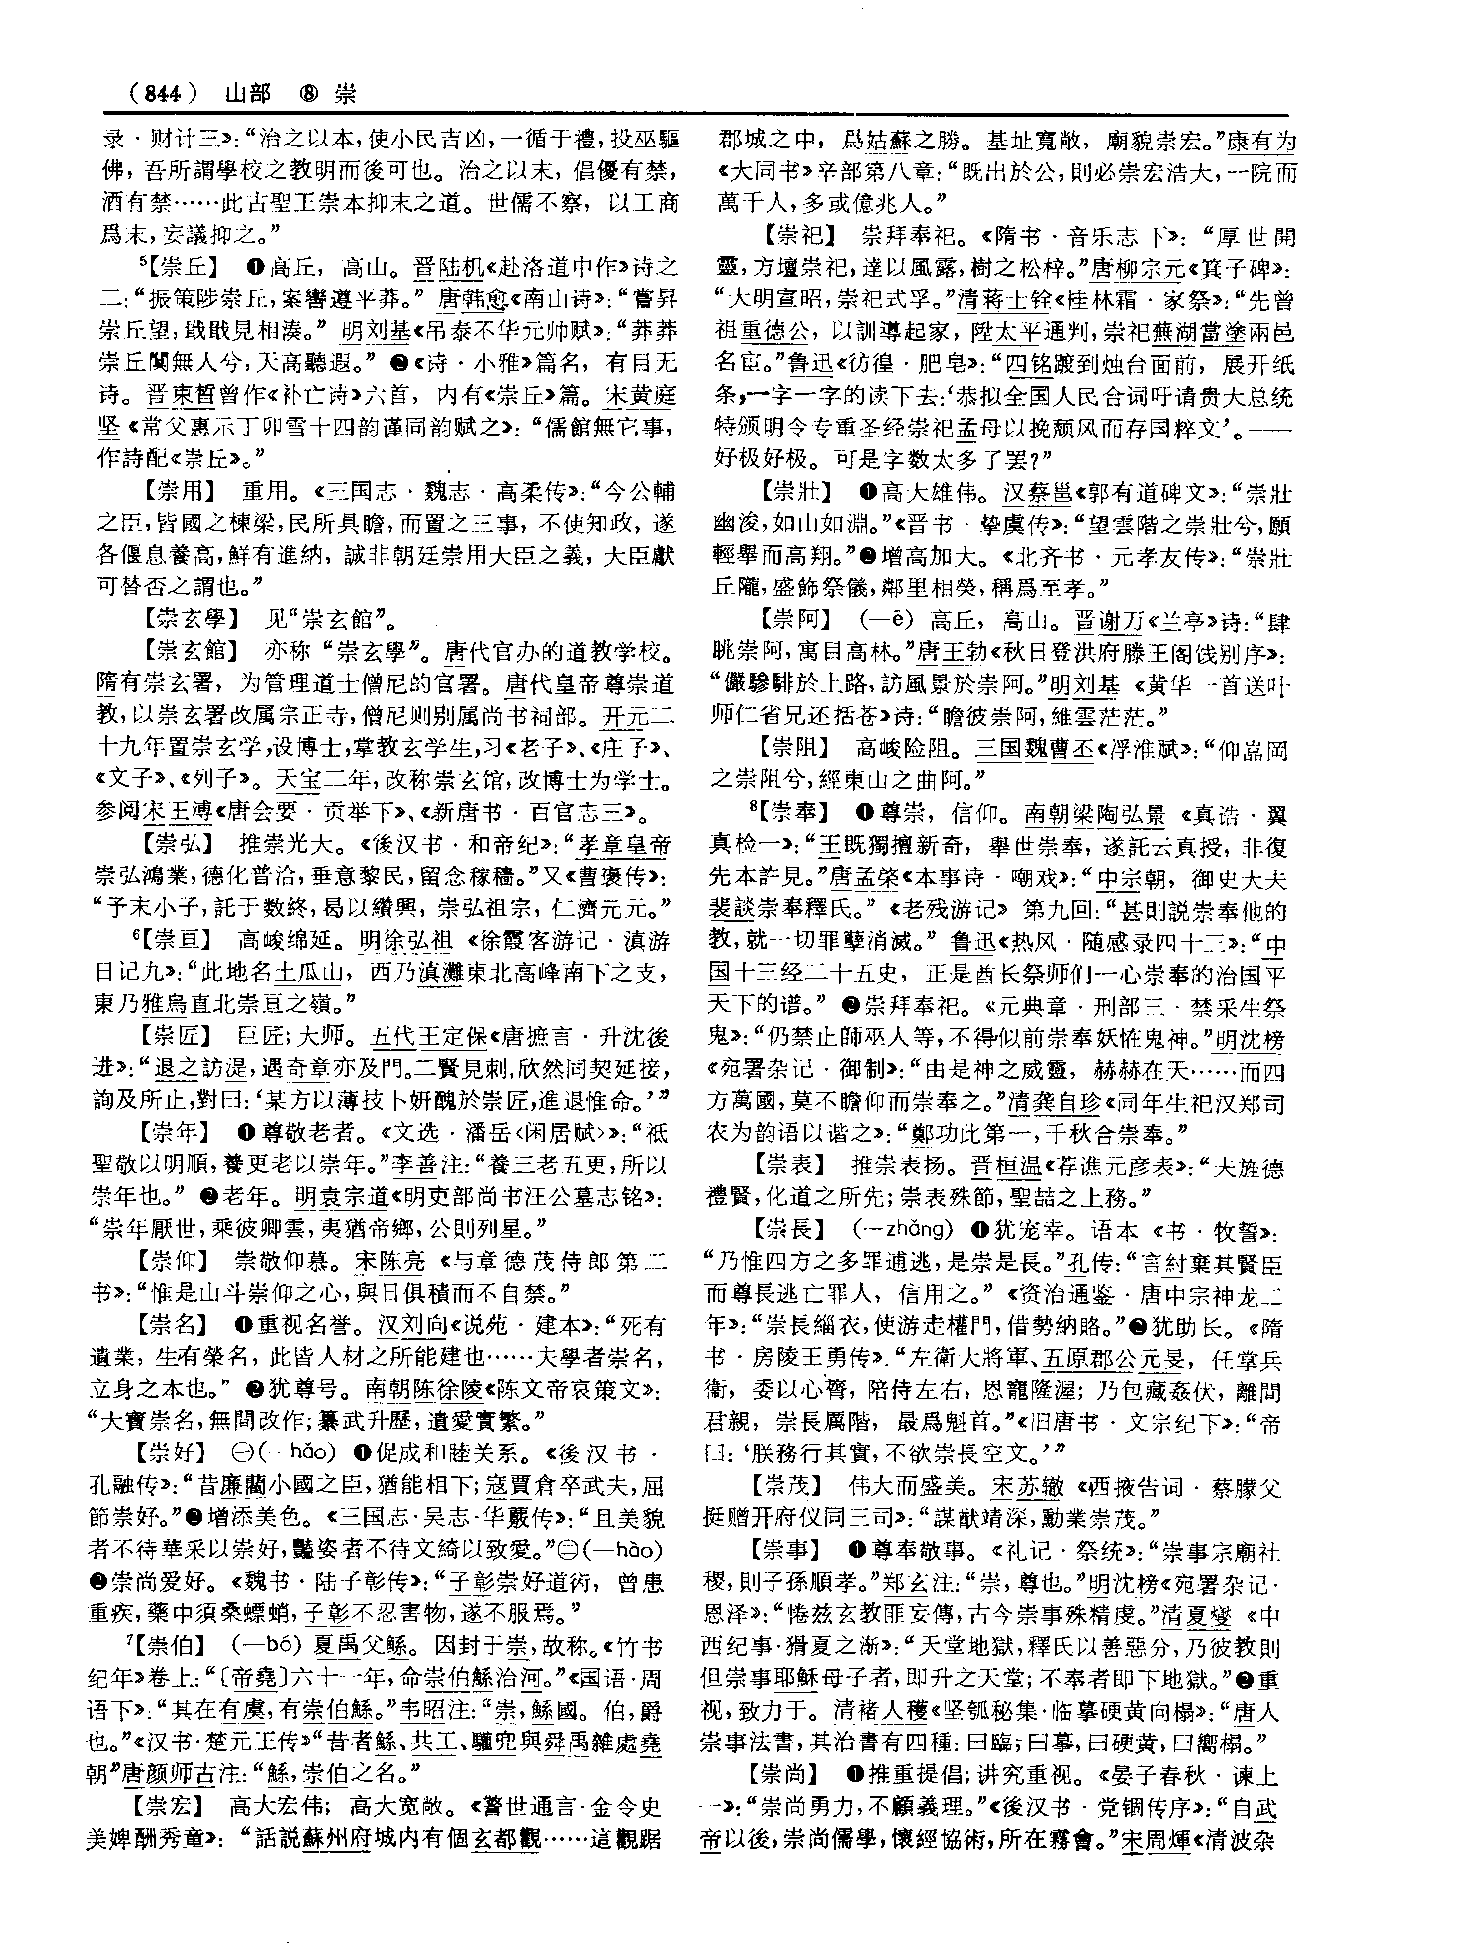 （844） 山部 ⑧ 崇
录·财计三》：“治之以本，使小民吉凶，一循于禮，投巫驅
佛，吾所謂學校之教明而後可也。治之以末，倡優有禁，
酒有禁……此古聖王崇本抑末之道。世儒不察，以工商
爲末，妄議抑之。”
⁵【崇丘】 ❶高丘，高山。晋陆机《赴洛道中作》诗之
二：“振策陟崇丘，案轡遵平莽。”唐韩愈《南山诗》：“嘗昇
崇丘望，戢戢見相湊。”明刘基《吊泰不华元帅赋》：“莽莽
崇丘闃無人兮，天高聽遐。”❷《诗·小雅》篇名，有目无
诗。晋束晳曾作《补亡诗》六首，内有《崇丘》篇。宋黄庭
坚《常父惠示丁卯雪十四韵谨同韵赋之》：“儒館無它事，
作詩配《崇丘》。”
【崇用】 重用。《三国志·魏志·高柔传》：“今公輔
之臣，皆國之棟梁，民所具瞻，而置之三事，不使知政，遂
各偃息養高，鮮有進納，誠非朝廷崇用大臣之義，大臣獻
可替否之謂也。”
【崇玄學】 见“崇玄館”。
【崇玄館】 亦称“崇玄學”。唐代官办的道教学校。
隋有崇玄署，为管理道士僧尼的官署。唐代皇帝尊崇道
教，以崇玄署改属宗正寺，僧尼则别属尚书祠部。开元二
十九年置崇玄学，设博士，掌教玄学生，习《老子》、《庄子》、
《文子》、《列子》。天宝二年，改称崇玄馆，改博士为学士。
参阅宋王溥《唐会要·贡举下》、《新唐书·百官志三》。
【崇弘】 推崇光大。《後汉书·和帝纪》：“孝章皇帝
崇弘鴻業，德化普洽，垂意黎民，留念稼穡。”又《曹褒传》：
“予末小子，託于数終，曷以纘興，崇弘祖宗，仁濟元元。”
⁶【崇亘】 高峻绵延。明徐弘祖《徐霞客游记·滇游
日记九》：“此地名土瓜山，西乃滇灘東北高峰南下之支，
東乃雅烏直北崇亘之嶺。”
【崇匠】 巨匠；大师。五代王定保《唐摭言·升沈後
进》：“退之訪湜，遇奇章亦及門。二賢見刺，欣然同契延接，
詢及所止，對曰：‘某方以薄技卜妍醜於崇匠，進退惟命。’”
【崇年】 ❶尊敬老者。《文选·潘岳〈闲居赋〉》：“祗
聖敬以明順，養更老以崇年。”李善注：“養三老五更，所以
崇年也。”❷老年。明袁宗道《明吏部尚书汪公墓志铭》：
“崇年厭世，乘彼卿雲，夷猶帝鄉，公則列星。”
【崇仰】 崇敬仰慕。宋陈亮《与章德茂侍郎第二
书》：“惟是山斗崇仰之心，與日俱積而不自禁。”
【崇名】 ❶重视名誉。汉刘向《说苑·建本》：“死有
遺業，生有榮名，此皆人材之所能建也……夫學者崇名，
立身之本也。”❷犹尊号。南朝陈徐陵《陈文帝哀策文》：
“大寶崇名，無聞改作；纂武升歷，遺愛實繁。”
【崇好】 ㊀(—hǎo) ❶促成和睦关系。《後汉书·
孔融传》：“昔廉藺小國之臣，猶能相下；寇賈倉卒武夫，屈
節崇好。”❷增添美色。《三国志·吴志·华覈传》：“且美貌
者不待華采以崇好，豔姿者不待文綺以致愛。”㊁(—hào)
❷崇尚爱好。《魏书·陆子彰传》：“子彰崇好道術，曾患
重疾，藥中須桑螵蛸，子彰不忍害物，遂不服焉。”
⁷【崇伯】 (—bó) 夏禹父鲧。因封于崇，故称。《竹书
纪年》卷上：“〔帝堯〕六十一年，命崇伯鯀治河。”《国语·周
语下》：“其在有虞，有崇伯鯀。”韦昭注：“崇，鯀國。伯，爵
也。”《汉书·楚元王传》“昔者鯀、共工、驩兜與舜禹雜處堯
朝”唐颜师古注：“鯀，崇伯之名。”
【崇宏】 高大宏伟；高大宽敞。《警世通言·金令史
美婢酬秀童》：“話説蘇州府城内有個玄都觀……這觀踞
郡城之中，爲姑蘇之勝。基址寬敞，廟貌崇宏。”康有为
《大同书》辛部第八章：“既出於公，則必崇宏浩大，一院而
萬千人，多或億兆人。”
【崇祀】 崇拜奉祀。《隋书·音乐志下》：“厚世開
靈，方壇崇祀，達以風露，樹之松梓。”唐柳宗元《箕子碑》：
“大明宣昭，崇祀式孚。”清蒋士铨《桂林霜·家祭》：“先曾
祖重德公，以訓導起家，陞太平通判，崇祀蕪湖當塗兩邑
名宦。”鲁迅《彷徨·肥皂》：“四铭踱到烛台面前，展开纸
条，一字一字的读下去：‘恭拟全国人民合词吁请贵大总统
特颁明令专重圣经崇祀孟母以挽颓风而存国粹文’。——
好极好极。可是字数太多了罢？”
【崇壯】 ❶高大雄伟。汉蔡邕《郭有道碑文》：“崇壯
幽浚，如山如淵。”《晋书·挚虞传》：“望雲階之崇壯兮，願
輕舉而高翔。”❷增高加大。《北齐书·元孝友传》：“崇壯
丘隴，盛飾祭儀，鄰里相榮，稱爲至孝。”
【崇阿】 (—ē) 高丘，高山。晋谢万《兰亭》诗：“肆
眺崇阿，寓目高林。”唐王勃《秋日登洪府滕王阁饯别序》：
“儼驂騑於上路，訪風景於崇阿。”明刘基《黄华一首送叶
师仁省兄还括苍》诗：“瞻彼崇阿，維雲茫茫。”
【崇阻】 高峻险阻。三国魏曹丕《浮淮赋》：“仰嵓岡
之崇阻兮，經東山之曲阿。”
⁸【崇奉】 ❶尊崇，信仰。南朝梁陶弘景《真诰·翼
真检一》：“王既獨擅新奇，舉世崇奉，遂託云真授，非復
先本許見。”唐孟棨《本事诗·嘲戏》：“中宗朝，御史大夫
裴談崇奉釋氏。”《老残游记》第九回：“甚則説崇奉他的
教，就一切罪孽消滅。”鲁迅《热风·随感录四十二》：“中
国十三经二十五史，正是酋长祭师们一心崇奉的治国平
天下的谱。”❷崇拜奉祀。《元典章·刑部三·禁采生祭
鬼》：“仍禁止師巫人等，不得似前崇奉妖恠鬼神。”明沈榜
《宛署杂记·御制》：“由是神之威靈，赫赫在天……而四
方萬國，莫不瞻仰而崇奉之。”清龚自珍《同年生祀汉郑司
农为韵语以谐之》：“鄭功此第一，千秋合崇奉。”
【崇表】 推崇表扬。晋桓温《荐谯元彦表》：“夫旌德
禮賢，化道之所先；崇表殊節，聖喆之上務。”
【崇長】 (—zhǎng) ❶犹宠幸。语本《书·牧誓》：
“乃惟四方之多罪逋逃，是崇是長。”孔传：“言紂棄其賢臣
而尊長逃亡罪人，信用之。”《资治通鉴·唐中宗神龙二
年》：“崇長緇衣，使游走權門，借勢納賂。”❷犹助长。《隋
书·房陵王勇传》：“左衛大將軍、五原郡公元旻，任掌兵
衞，委以心膂，陪侍左右，恩寵隆渥；乃包藏姦伏，離間
君親，崇長厲階，最爲魁首。”《旧唐书·文宗纪下》：“帝
曰：‘朕務行其實，不欲崇長空文。’”
【崇茂】 伟大而盛美。宋苏辙《西掖告词·蔡朦父
挺赠开府仪同三司》：“謀猷靖深，勳業崇茂。”
【崇事】 ❶尊奉敬事。《礼记·祭统》：“崇事宗廟社
稷，則子孫順孝。”郑玄注：“崇，尊也。”明沈榜《宛署杂记·
恩泽》：“惓兹玄教匪妄傳，古今崇事殊精虔。”清夏燮《中
西纪事·猾夏之渐》：“天堂地獄，釋氏以善惡分，乃彼教則
但崇事耶穌母子者，即升之天堂；不奉者即下地獄。”❷重
视，致力于。清褚人穫《坚瓠秘集·临摹硬黄向榻》：“唐人
崇事法書，其治書有四種：曰臨；曰摹，曰硬黄，曰嚮榻。”
【崇尚】 ❶推重提倡；讲究重视。《晏子春秋·谏上
一》：“崇尚勇力，不顧義理。”《後汉书·党锢传序》：“自武
帝以後，崇尚儒學，懷經協術，所在霧會。”宋周煇《清波杂